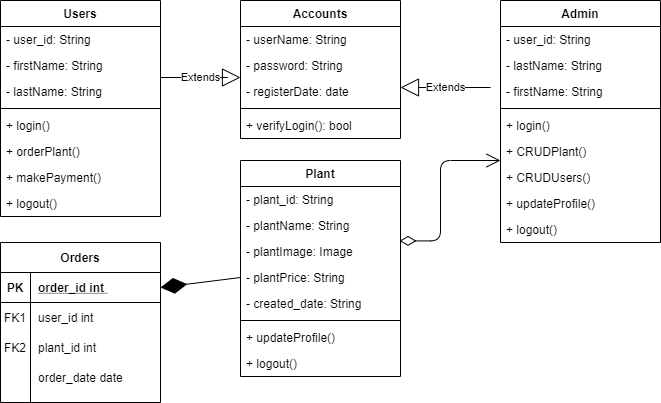 Users
- user_id: String
- firstName: String
- lastName: String
+ login()
+ orderPlant()
+ makePayment()
+ logout()
Extends
Accounts
- userName: String
- password: String
- registerDate: date
+ verifyLogin(): bool
Extends
Admin
- user_id: String
- lastName: String
- firstName: String
+ login()
+ CRUDPlant()
+ CRUDUsers()
+ updateProfile()
+ logout()
Plant
- plant_id: String
- plantName: String
- plantImage: Image
- plantPrice: String
- created_date: String
+ updateProfile()
+ logout()
Orders
PK order_id int
FK1 user_id int
FK2 plant_id int
order_date date